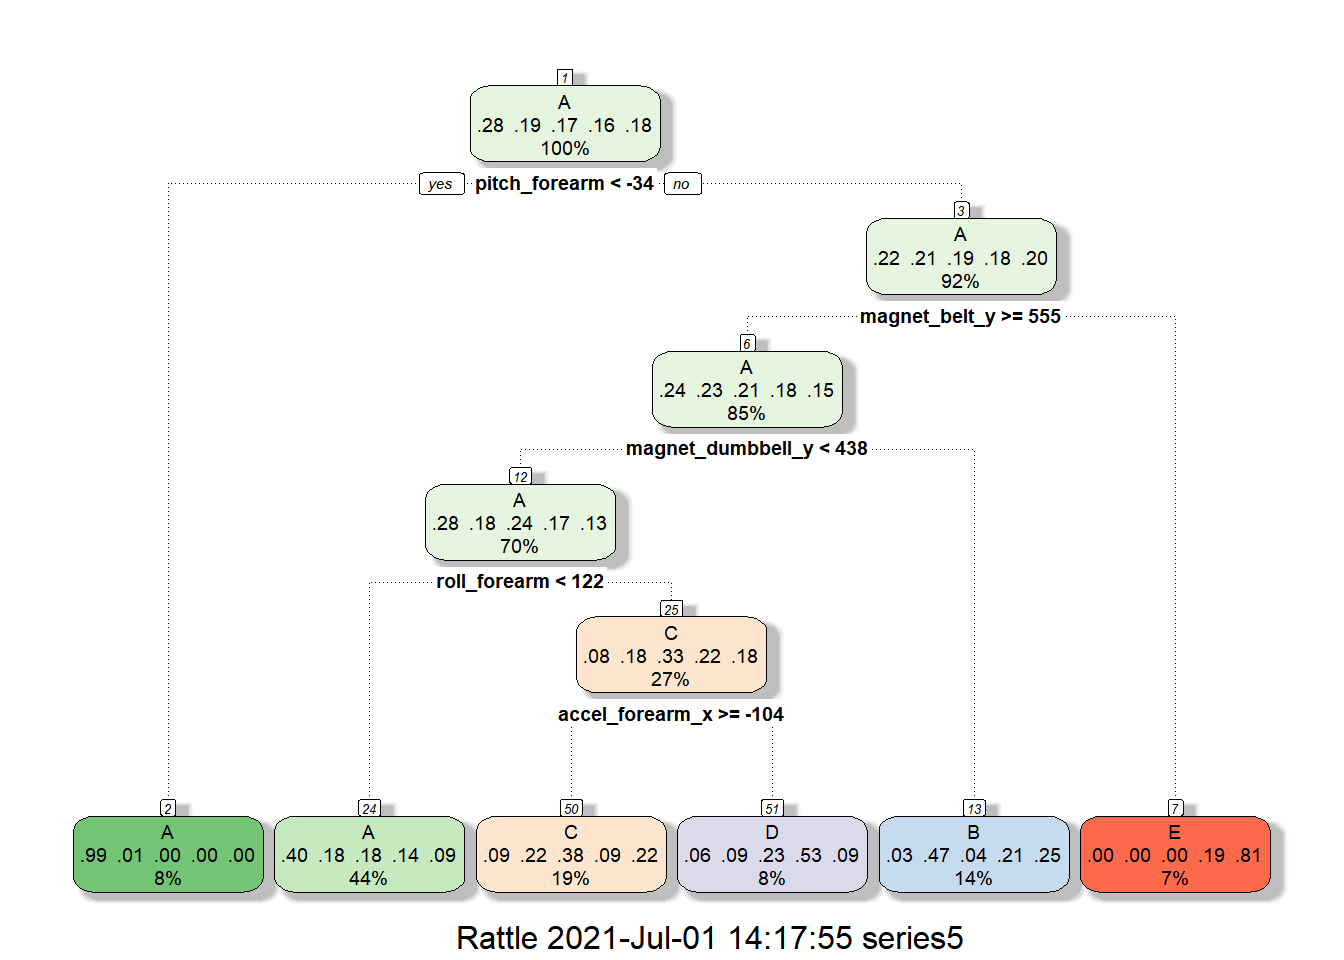 1
A
.28 .19 .17 .16 .18
100%
yes pitch_forearm < -34 no
3
A
.22 .21 .19 .18 .20
92%
magnet_belt_y >= 555
6
A
.24 .23 .21 .18 .15
85%
magnet_dumbbell_y < 438
12
A
.28 .18 .24 .17 .13
70%
roll_forearm < 122
25
C
.08 .18 .33 .22 .18
27%
accel_forearm_x >= -104
2
A
.99 .01 .00 .00 .00
8%
24
A
.40 .18 .18 .14 .09
44%
50
C
.09 .22 .38 .09 .22
19%
51
D
.06 .09 .23 .53 .09
8%
13
B
.03 .47 .04 .21 .25
14%
7
E
.00 .00 .00 .19 .81
7%
Rattle 2021-Jul-01 14:17:55 series5